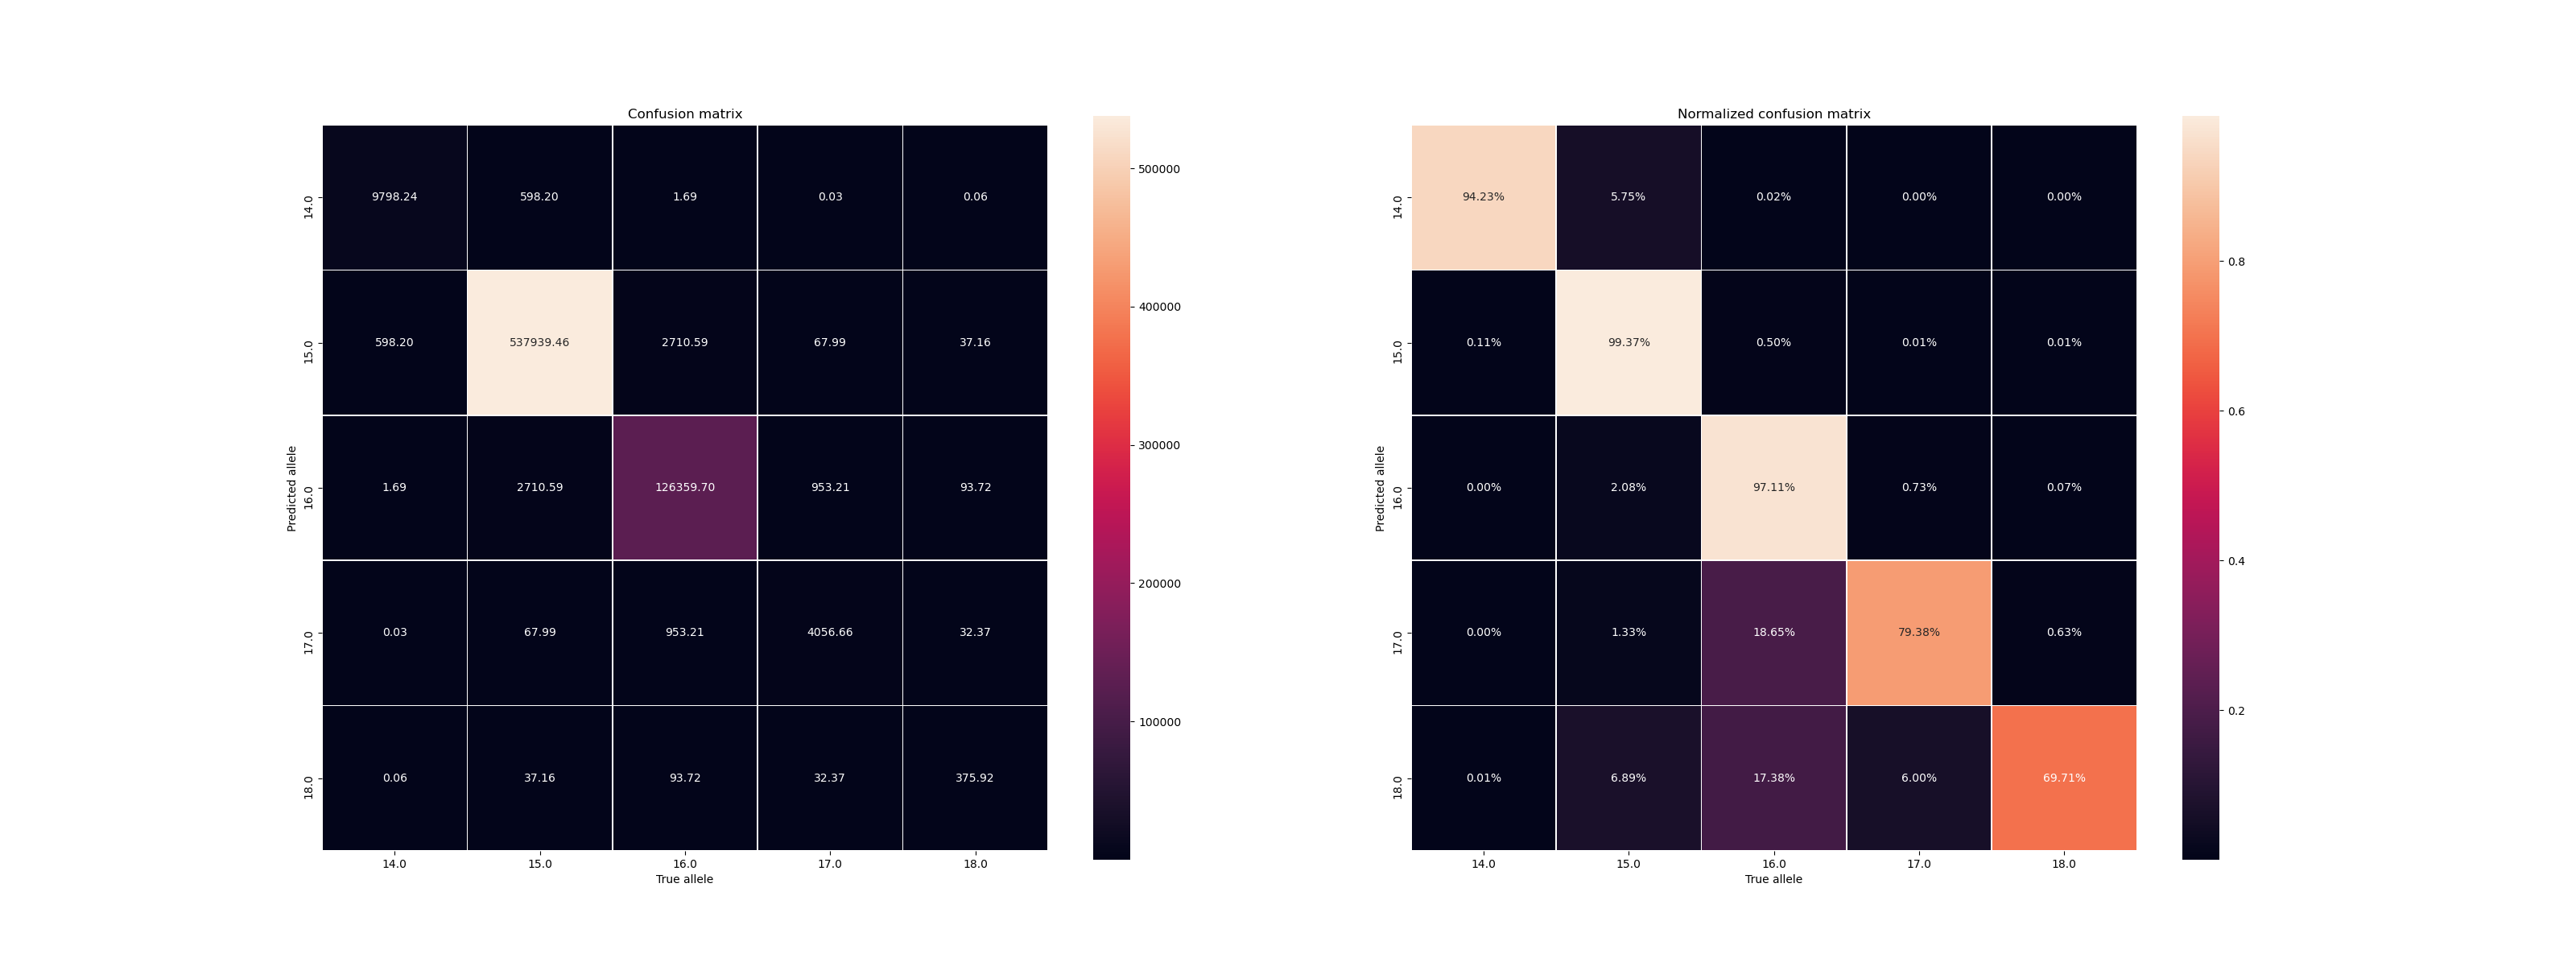 Confusion matrix
14.0 9798.24 598.20 1.69 0.03 0.06
15.0 598.20 537939.46 2710.59 67.99 37.16
16.0 1.69 2710.59 126359.70 953.21 93.72
17.0 0.03 67.99 953.21 4056.66 32.37
18.0 0.06 37.16 93.72 32.37 375.92
14.0 15.0 16.0 17.0 18.0
True allele
Predicted allele
500000
400000
300000
200000
100000
Normalized confusion matrix
14.0 94.23% 5.75% 0.02% 0.00% 0.00%
15.0 0.11% 99.37% 0.50% 0.01% 0.01%
16.0 0.00% 2.08% 97.11% 0.73% 0.07%
17.0 0.00% 1.33% 18.65% 79.38% 0.63%
18.0 0.01% 6.89% 17.38% 6.00% 69.71%
14.0 15.0 16.0 17.0 18.0
True allele
Predicted allele
0.8
0.6
0.4
0.2